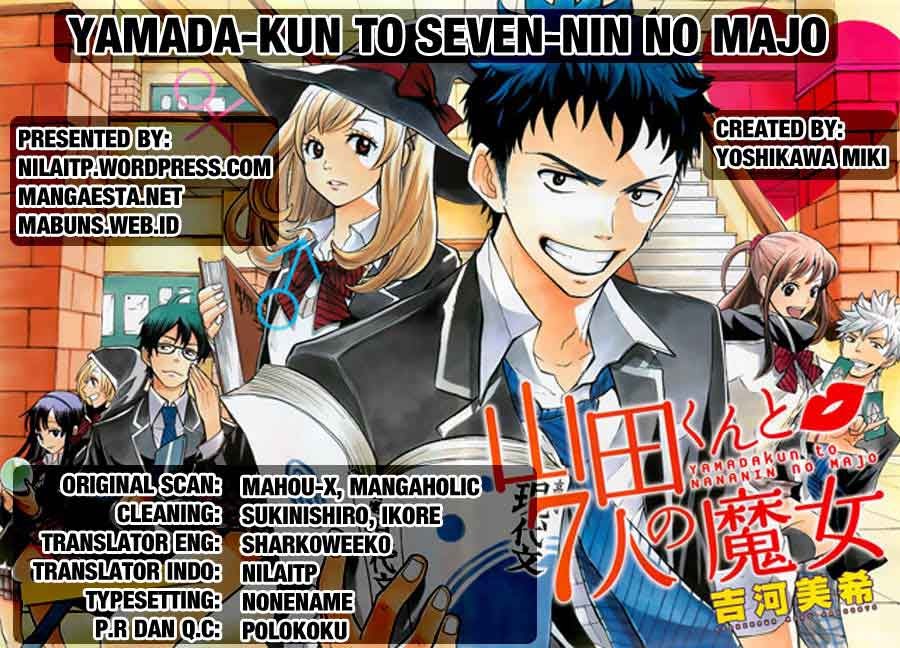 YAMADA-KUN TO SEVEN-NIN NO MAJO
PRESENTED BY:
NILAITP.WORDPRESS.COM
MANGAESTA.NET
MABUNS.WEB.ID
CREATED BY:
YOSHIKAWA MIKI
山田くんと
YAMADAKun to
NANANIN NO MAJO
7人の魔女
吉河美希
現代文
ORIGINAL SCAN: MAHOU-X, MANGAHOLIC
CLEANING: SUKINISHIRO, IKORE
TRANSLATOR ENG: SHARKOWEEKO
TRANSLATOR INDO: NILAITP
TYPESETTING: NONENAME
P.R DAN Q.C: POLOKOKU